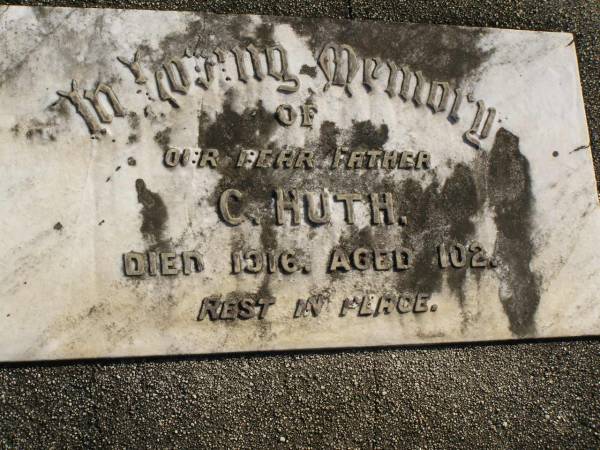 In Loving Memory
OF
OUR DEAR FATHER
C. HUTH.
DIED 1916. AGED 102.
REST IN PEACE.